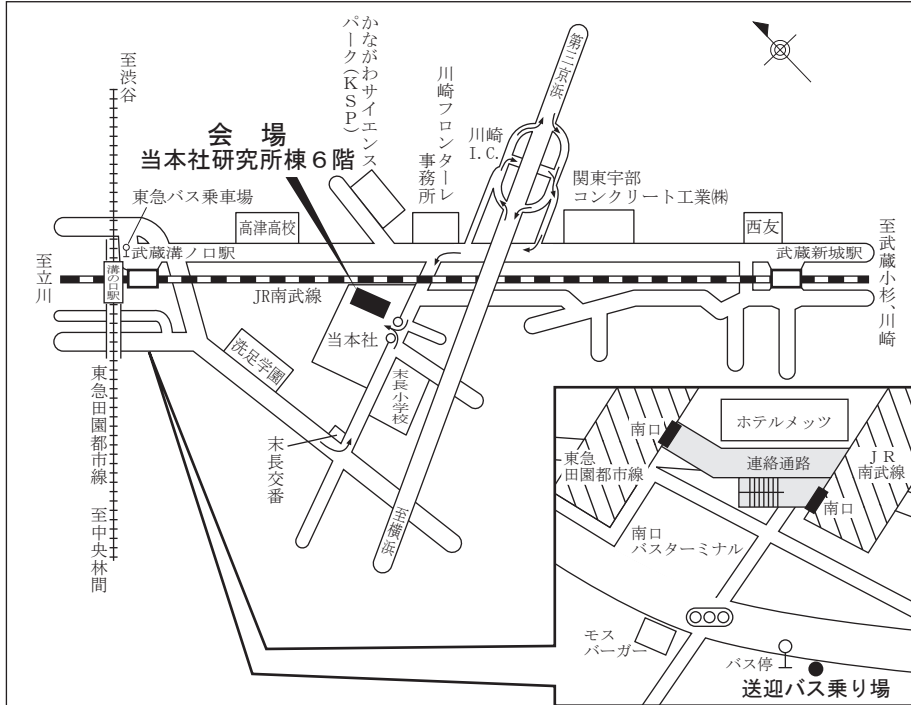 至渋谷
かながわサイエンス
パーク(KSP)
川崎フロンターレ
事務所
第三京浜
川崎
I.C.
会　場
当本社研究所棟６階
関東宇部
コンクリート工業㈱
東急バス乗車場
高津高校
西友
武蔵溝ノ口駅
武蔵新城駅
至立川
溝の口駅
JR南武線
至武蔵小杉、川崎
当本社
洗足学園
末長小学校
末長交番
東急田園都市線
至中央林間
至横浜
ホテルメッツ
南口
連絡通路
東急
田園都市線
ＪＲ
南武線
南口
南口
バスターミナル
モス
バーガー
バス停
送迎バス乗り場